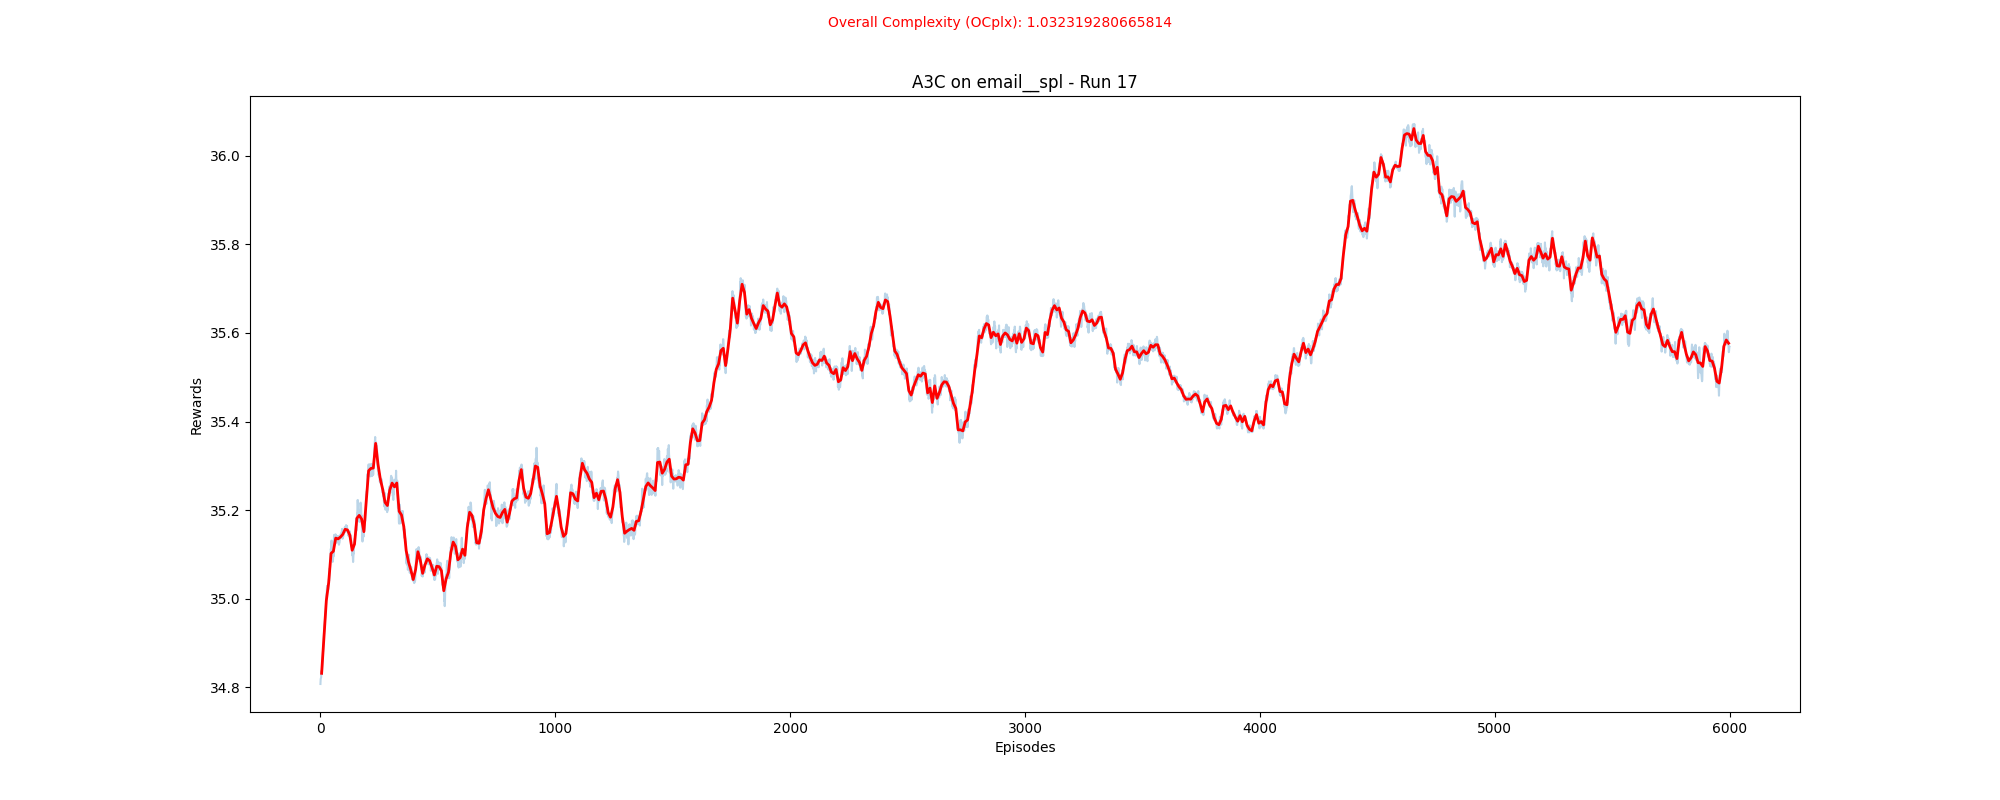 Overall Complexity (OCplx): 1.032319280665814
A3C on email__spl - Run 17
36.0
35.8
35.6
35.4
35.2
35.0
34.8
Rewards
0 1000 2000 3000 4000 5000 6000
Episodes